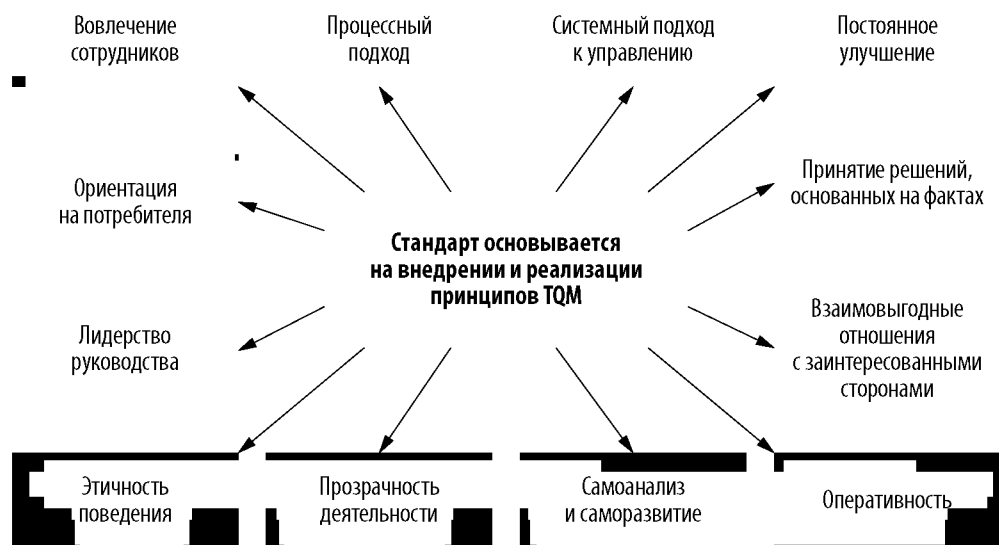 Вовлечение
сотрудников
Процессный
подход
Системный подход
к управлению
Постоянное
улучшение
Ориентация
на потребителя
Принятие решений,
основанных на фактах
Стандарт основывается
на внедрении и реализации
принципов TQM
Лидерство
руководства
Взаимовыгодные
отношения
с заинтересованными
сторонами
Этичность
поведения
Прозрачность
деятельности
Самоанализ
и саморазвитие
Оперативность